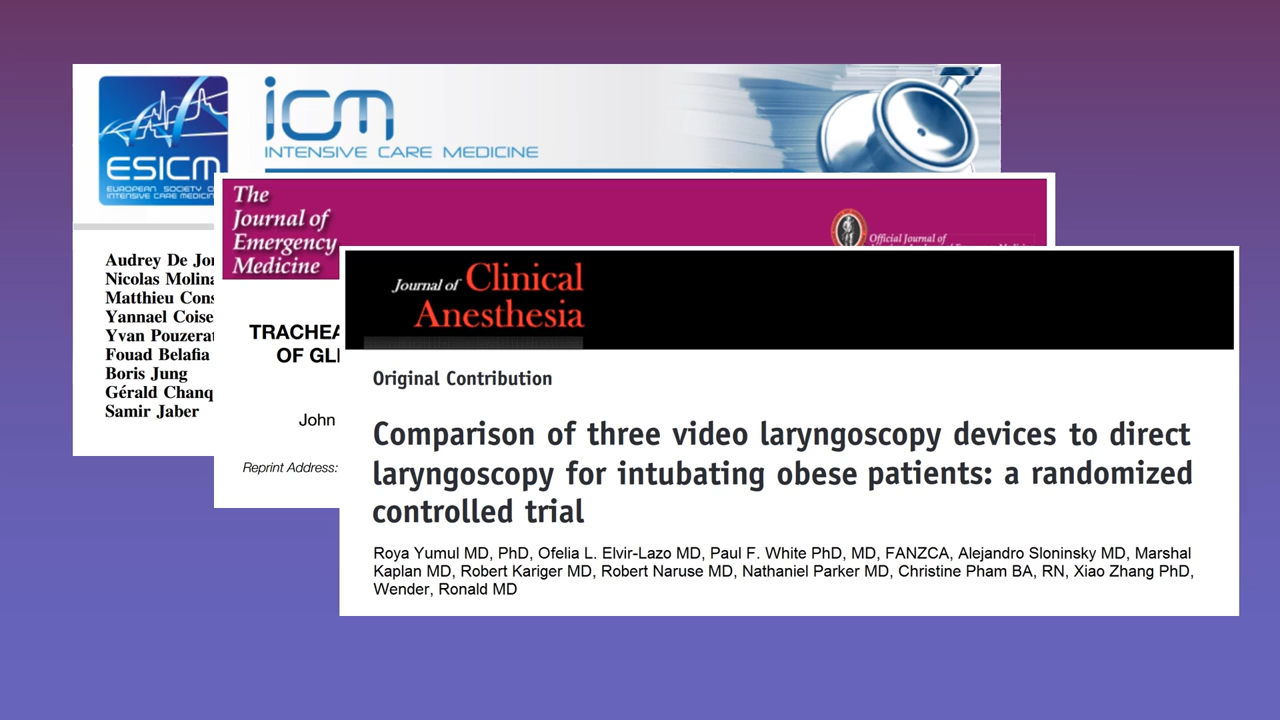 ESICM
EUROPEAN SOCIETY
INTENSIVE CARE MEDICIN
icm
INTENSIVE CARE MEDICINE
Audrey De Jo
Nicolas Molina
Matthieu Cons
Yannael Coise
Yvan Pouzera
Fouad Belafia
Boris Jung
Gérald Chanq
Samir Jaber
The
Journal of
Emergency
Medicine
Official Journal of
TRACHEA
OF GL
John
Reprint Address:
Journal of Clinical
Anesthesia
Original Contribution
Comparison of three video laryngoscopy devices to direct
laryngoscopy for intubating obese patients: a randomized
controlled trial
Roya Yumul MD, PhD, Ofelia L. Elvir-Lazo MD, Paul F. White PhD, MD, FANZCA, Alejandro Sloninsky MD, Marshal
Kaplan MD, Robert Kariger MD, Robert Naruse MD, Nathaniel Parker MD, Christine Pham BA, RN, Xiao Zhang PhD,
Wender, Ronald MD